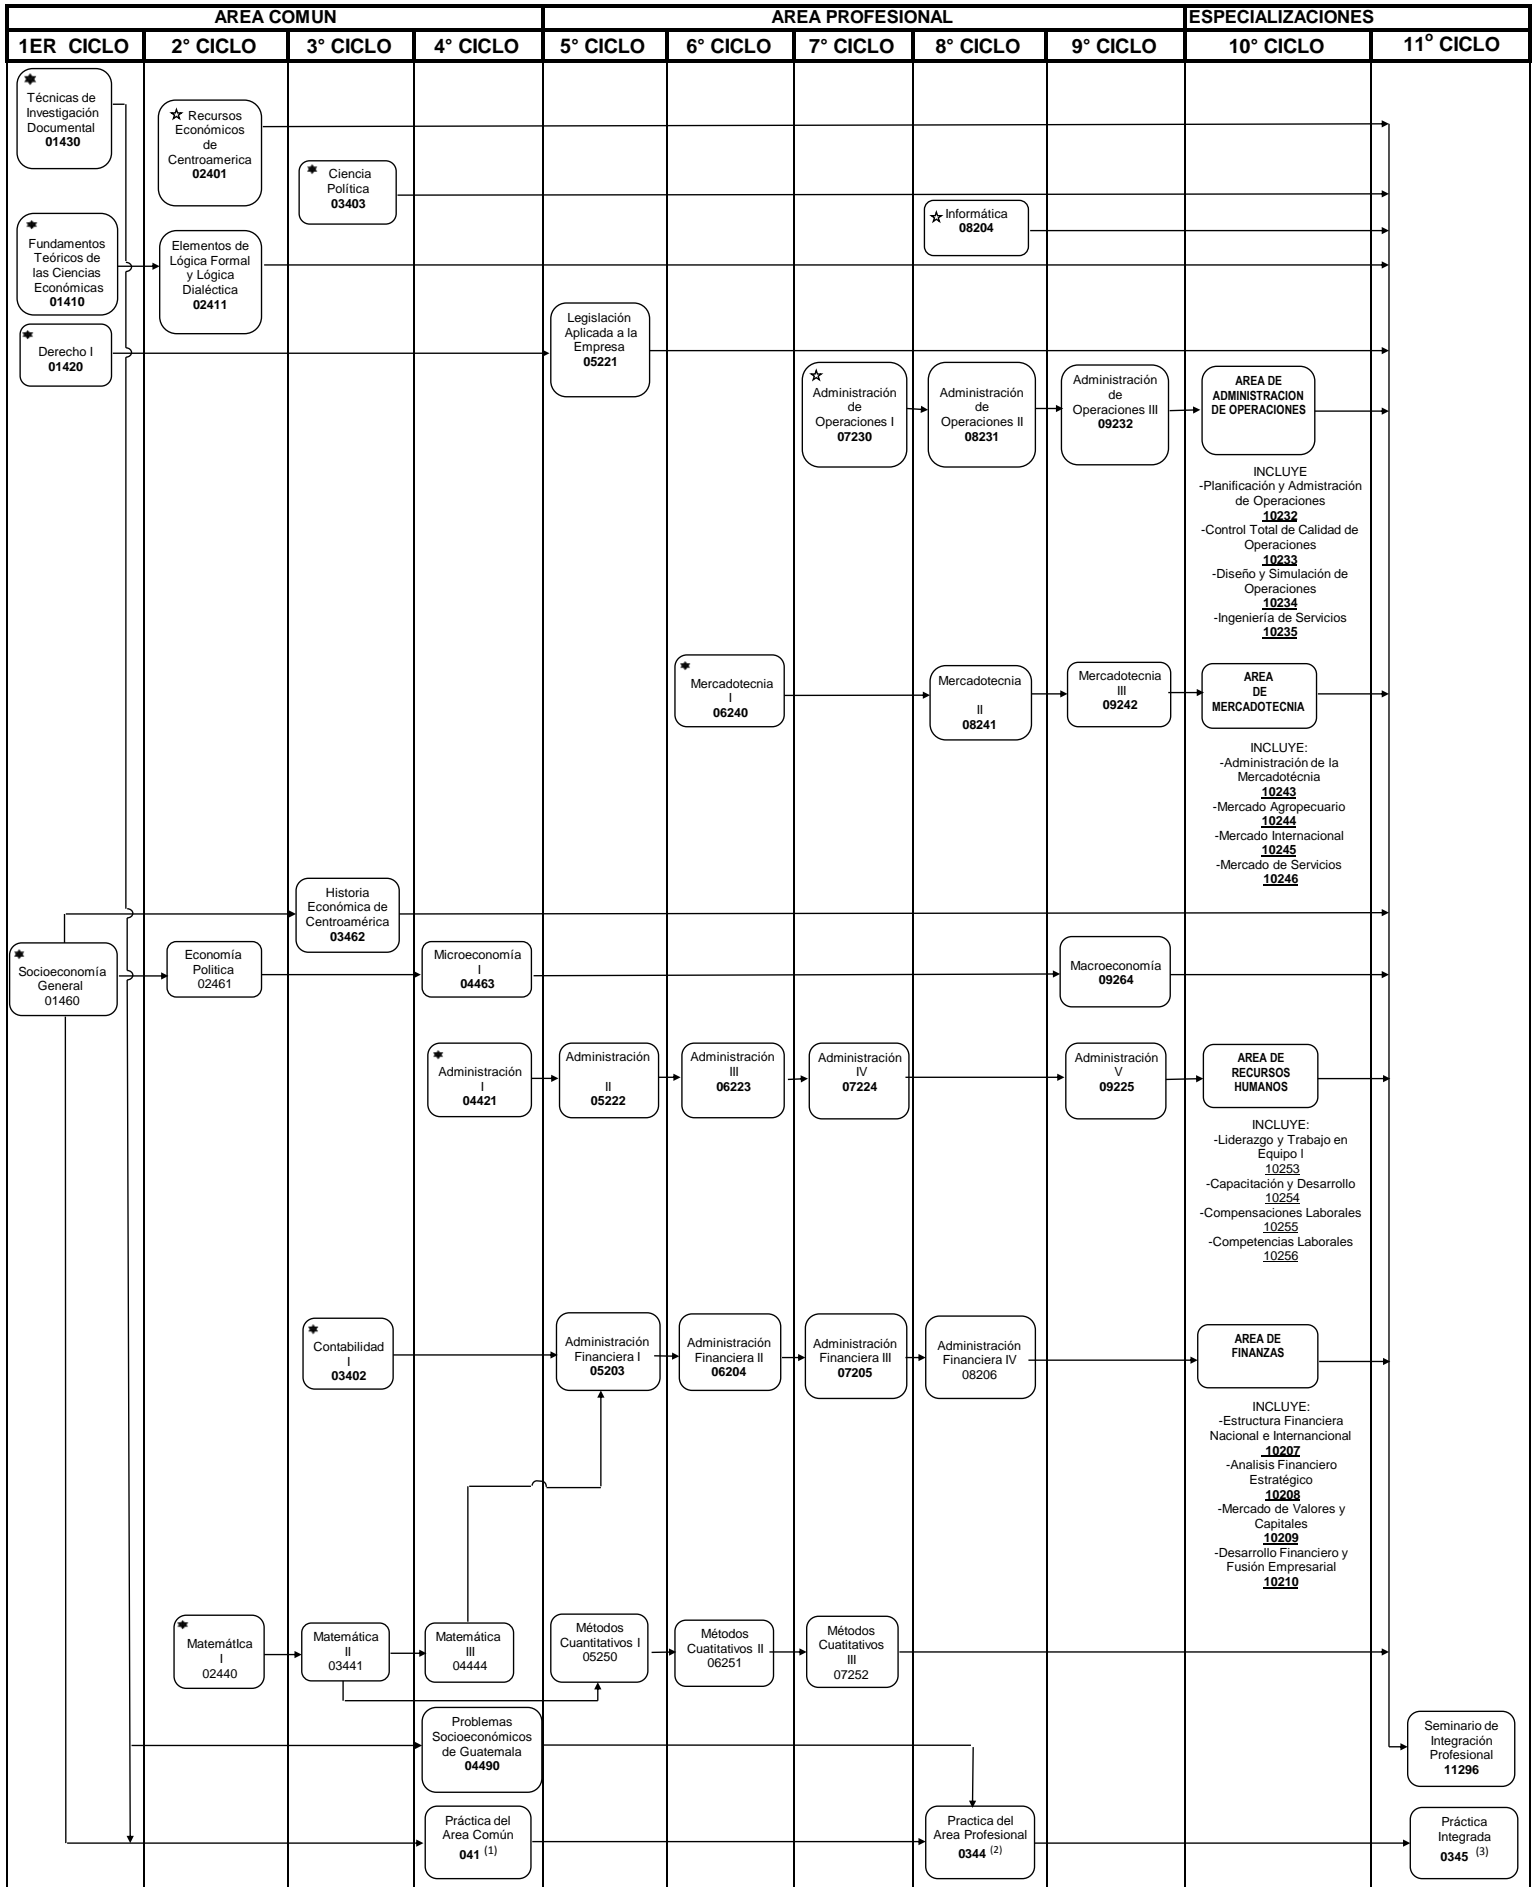 AREA COMUN
AREA PROFESIONAL
ESPECIALIZACIONES
1ER CICLO
2° CICLO
3° CICLO
4° CICLO
5° CICLO
6° CICLO
7° CICLO
8° CICLO
9° CICLO
10° CICLO
11° CICLO
Técnicas de
Investigación
Documental
01430
Recursos
Económicos
de
Centroamerica
02401
Ciencia
Política
03403
Informática
08204
Fundamentos
Teóricos de
las Ciencias
Económicas
01410
Elementos de
Lógica Formal
y Lógica
Dialéctica
02411
Derecho I
01420
Legislación
Aplicada a la
Empresa
05221
Administración
de
Operaciones I
07230
Administración
de
Operaciones II
08231
Administración
de
Operaciones III
09232
AREA DE
ADMINISTRACION
DE OPERACIONES
INCLUYE
-Planificación y Admistración
de Operaciones
10232
-Control Total de Calidad de
Operaciones
10233
-Diseño y Simulación de
Operaciones
10234
-Ingeniería de Servicios
10235
Mercadotecnia
I
06240
Mercadotecnia
II
08241
Mercadotecnia
III
09242
AREA
DE
MERCADOTECNIA
INCLUYE:
-Administración de la
Mercadotécnia
10243
-Mercado Agropecuario
10244
-Mercado Internacional
10245
-Mercado de Servicios
10246
Historia
Económica de
Centroamérica
03462
Socioeconomía
General
01460
Economía
Politica
02461
Microeconomía
I
04463
Macroeconomía
09264
Administración
I
04421
Administración
II
05222
Administración
III
06223
Administración
IV
07224
Administración
V
09225
AREA DE
RECURSOS
HUMANOS
INCLUYE:
-Liderazgo y Trabajo en
Equipo I
10253
-Capacitación y Desarrollo
10254
-Compensaciones Laborales
10255
-Competencias Laborales
10256
Contabilidad
I
03402
Administración
Financiera I
05203
Administración
Financiera II
06204
Administración
Financiera III
07205
Administración
Financiera IV
08206
AREA DE
FINANZAS
INCLUYE:
-Estructura Financiera
Nacional e Internancional
10207
-Analisis Financiero
Estratégico
10208
-Mercado de Valores y
Capitales
10209
-Desarrollo Financiero y
Fusión Empresarial
10210
MatemátIca
I
02440
Matemática
II
03441
Matemática
III
04444
Métodos
Cuantitativos I
05250
Métodos
Cuatitativos II
06251
Métodos
Cuatitativos
III
07252
Problemas
Socioeconómicos
de Guatemala
04490
Seminario de
Integración
Profesional
11296
Práctica del
Area Común
041 (1)
Practica del
Area Profesional
0344 (2)
Práctica
Integrada
0345 (3)